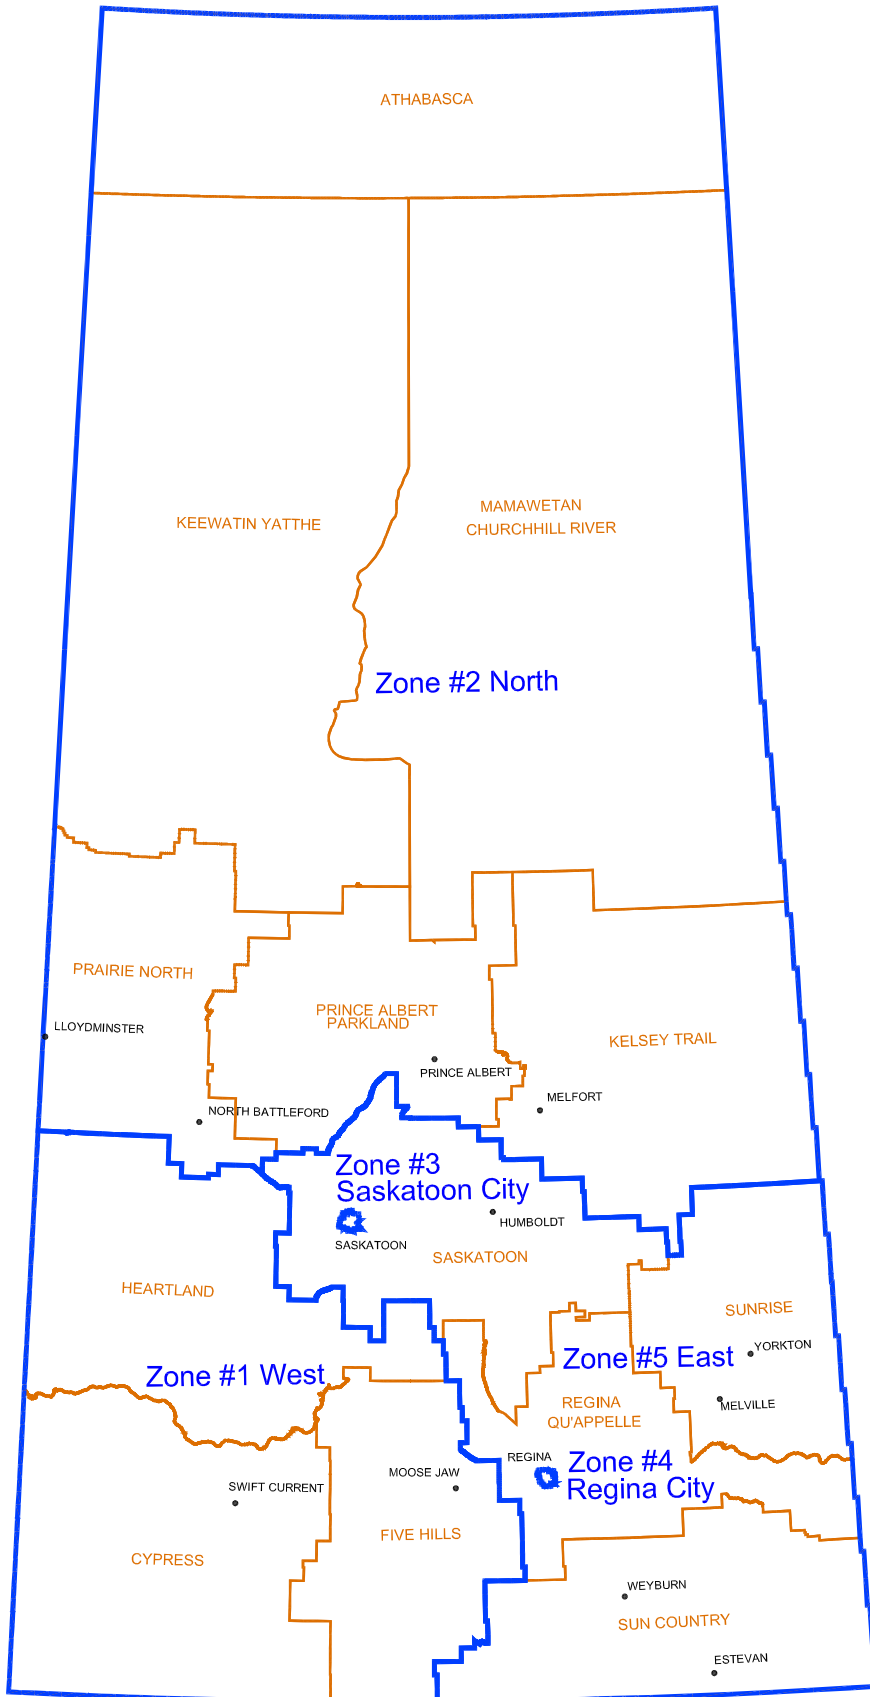 ATHABASCA
KEEWATIN YATTHE
MAMAWETAN
CHURCHHILL RIVER
Zone #2 North
PRAIRIE NORTH
LLOYDMINSTER
PRINCE ALBERT
PARKLAND
KELSEY TRAIL
PRINCE ALBERT
MELFORT
NORTH BATTLEFORD
Zone #3
Saskatoon City
HUMBOLDT
SASKATOON
SASKATOON
HEARTLAND
SUNRISE
YORKTON
Zone #5 East
Zone #1 West
MELVILLE
REGINA
QU'APPELLE
REGINA
Zone #4
Regina City
MOOSE JAW
SWIFT CURRENT
FIVE HILLS
CYPRESS
WEYBURN
SUN COUNTRY
ESTEVAN